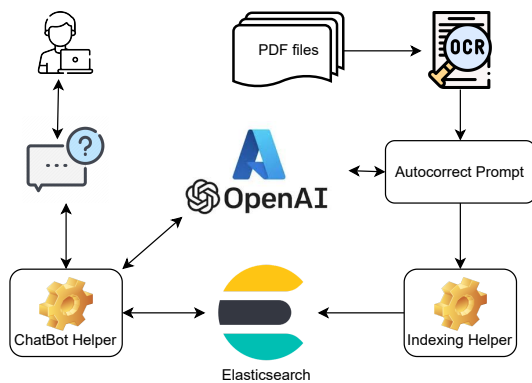 PDF files
OCR
?
...
OpenAI
Autocorrect Prompt
ChatBot Helper
Indexing Helper
Elasticsearch